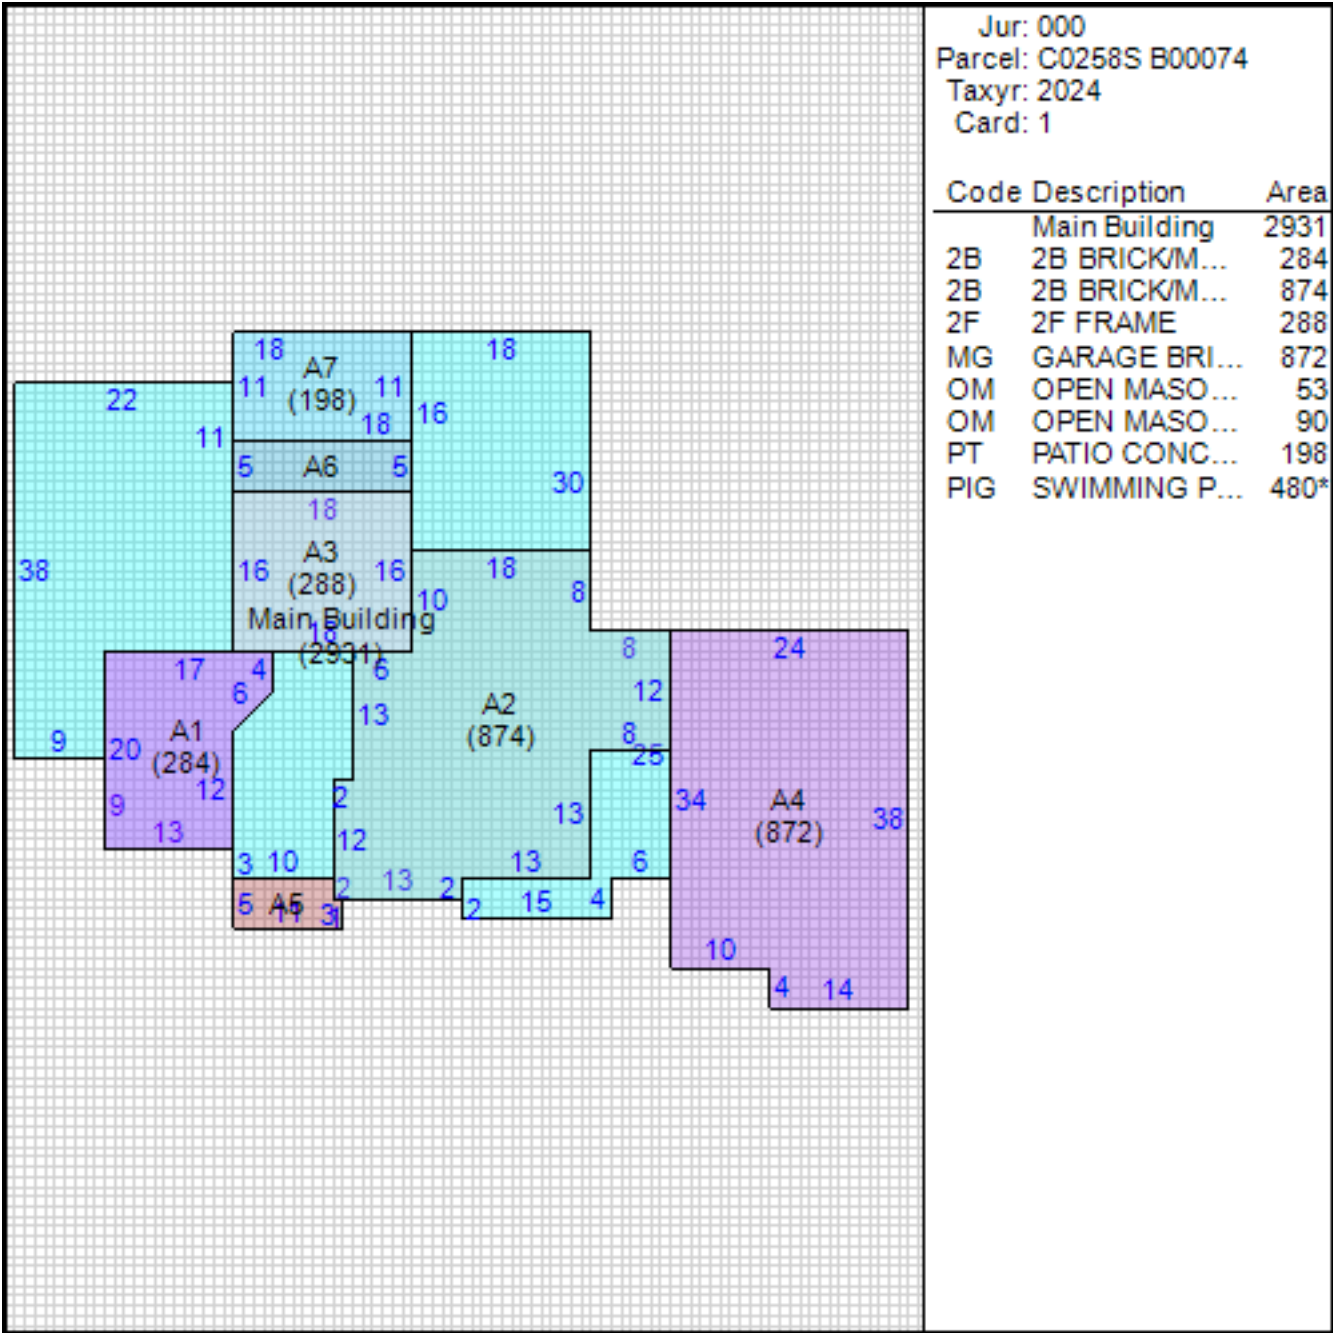 Jur: 000
Parcel: C0258S B00074
Taxyr: 2024
Card: 1
Code Description Area
Main Building 2931
2B 2B BRICK/M... 284
2B 2B BRICK/M... 874
2F 2F FRAME 288
MG GARAGE BRI... 872
OM OPEN MASO... 53
OM OPEN MASO... 90
PT PATIO CONC... 198
PIG SWIMMING P... 480*
18 18
A7
22 11 (198) 11 16
11 18
5 A6 5
18 30
A3
38 16 (288) 16 18 8
10
Main Building
18
(2931)
17 4 6 8 24
6 12
13 A2
A1 (874)
9 20 (284) 8
25
12
9 2 13 34 A4 38
13 12 (872)
3 10 13 6
2 13 2
5 A5 11 3 1 2 15 4
10
4 14